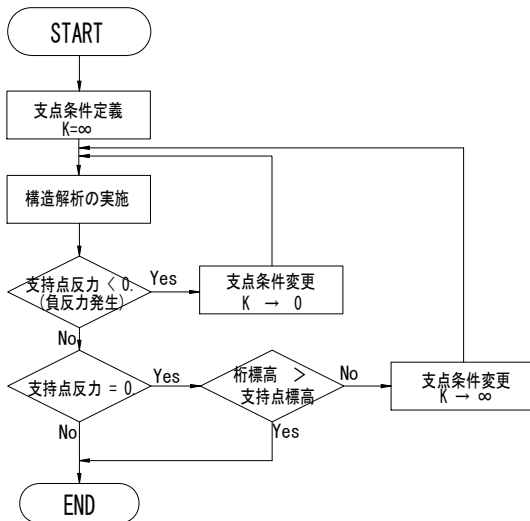 START
支点条件定義
K=∞
構造解析の実施
支持点反力 < 0.
(負反力発生)
Yes
支点条件変更
K → 0
No
支持点反力 = 0.
Yes
桁標高 >
支持点標高
No
支点条件変更
K → ∞
No
Yes
END